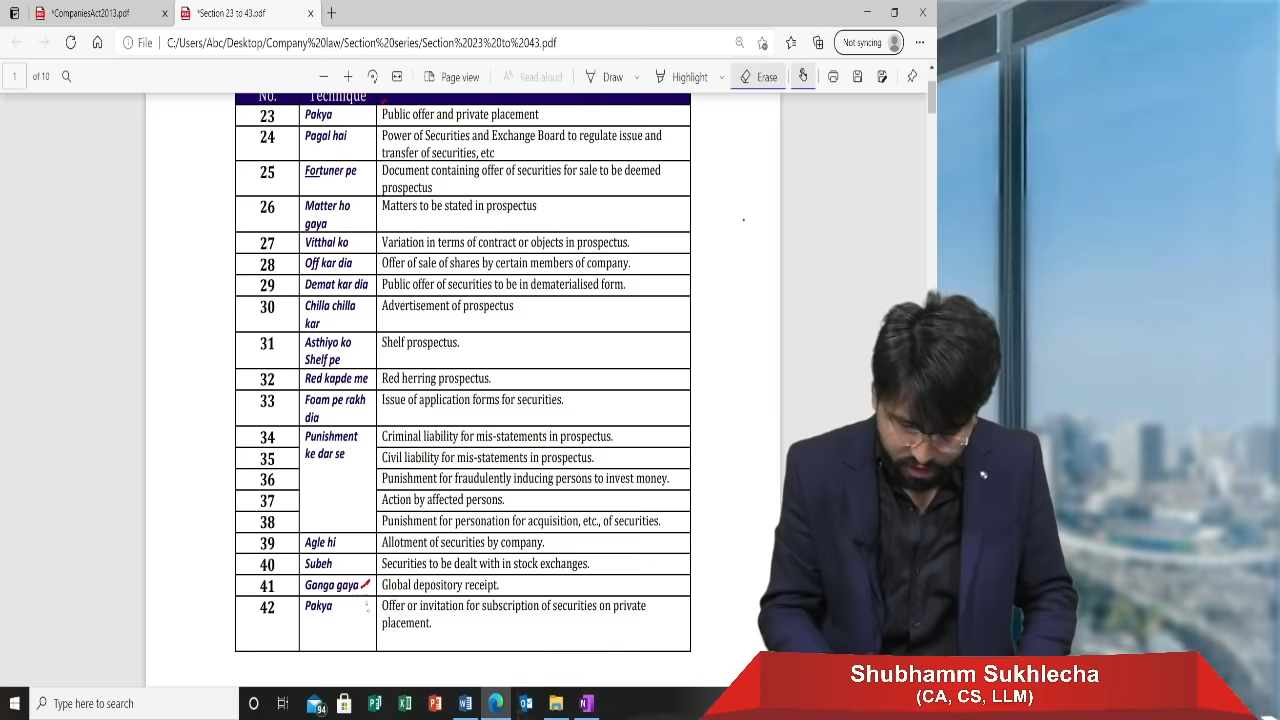 *CompaniesAct2013.pdf
*Section 23 to 43.pdf
File
C:/Users/Abc/Desktop/Company%20law/Section%20series/Section%2023%20to%2043.pdf
Not syncing
1 of 10
Page view
Read aloud
Draw
Highlight
Erase
No. Technique
23 Pakya Public offer and private placement
24 Pagal hai Power of Securities and Exchange Board to regulate issue and
transfer of securities, etc
25 Fortuner pe Document containing offer of securities for sale to be deemed
prospectus
26 Matter ho Matters to be stated in prospectus
gaya
27 Vitthal ko Variation in terms of contract or objects in prospectus.
28 Off kar dia Offer of sale of shares by certain members of company.
29 Demat kar dia Public offer of securities to be in dematerialised form.
30 Chilla chilla Advertisement of prospectus
kar
31 Asthiyo ko Shelf prospectus.
Shelf pe
32 Red kapde me Red herring prospectus.
33 Foam pe rakh Issue of application forms for securities.
dia
34 Punishment Criminal liability for mis-statements in prospectus.
35 ke dar se Civil liability for mis-statements in prospectus.
36 Punishment for fraudulently inducing persons to invest money.
37 Action by affected persons.
38 Punishment for personation for acquisition, etc., of securities.
39 Agle hi Allotment of securities by company.
40 Subeh Securities to be dealt with in stock exchanges.
41 Ganga gaya Global depository receipt.
42 Pakya Offer or invitation for subscription of securities on private
placement.
Shubhamm Sukhlecha
(CA, CS, LLM)
Type here to search
94